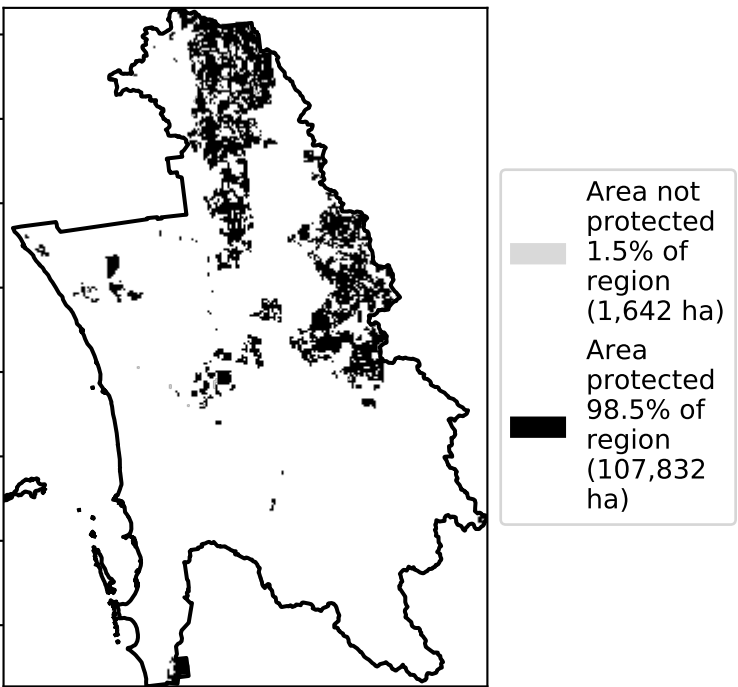 Area not
protected
1.5% of
region
(1,642 ha)
Area
protected
98.5% of
region
(107,832
ha)